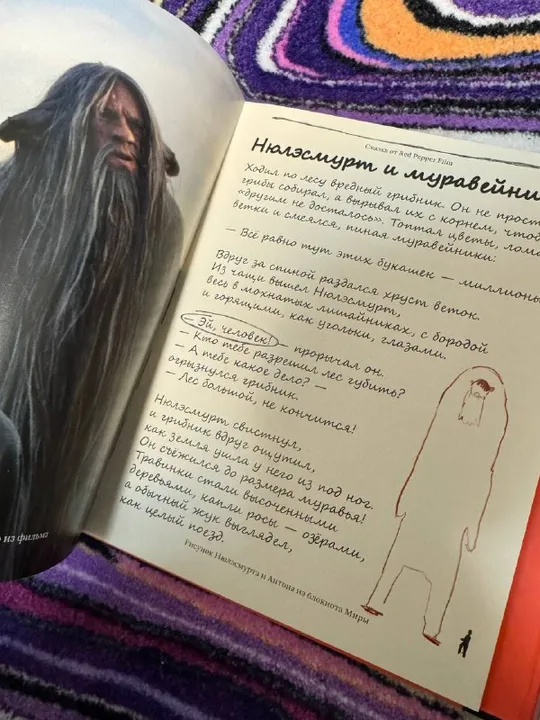 Сказка от Red Pepper Film
Нюлэсмурт и муравейни
Ходил по лесу вредный грибник. Он не прост
грибы собирал, а вырывал их с корнем, чтоб
«другим не досталось». Топтал цветы, лома
ветки и смеялся, пиная муравейники:
— Всё равно тут этих букашек — миллионы
Вдруг за спиной раздался хруст веток.
Из чащи вышел Нюлэсмурт,
весь в мохнатых лишайниках, с бородой
и горящими, как угольки, глазами.
— Эй, человек! — прорычал он.
— Кто тебе разрешил лес губить?
— А тебе какое дело? —
огрызнулся грибник.
— Лес большой, не кончится!
Нюлэсмурт свистнул,
и грибник вдруг ощутил,
как земля ушла у него из под ног.
Он съёжился до размера муравья!
Травинки стали высоченными
деревьями, капли росы — озёрами,
а обычный жук выглядел,
как целый поезд.
Рисунок Нюлэсмурта и Антона из блокнота Миры
из фильма